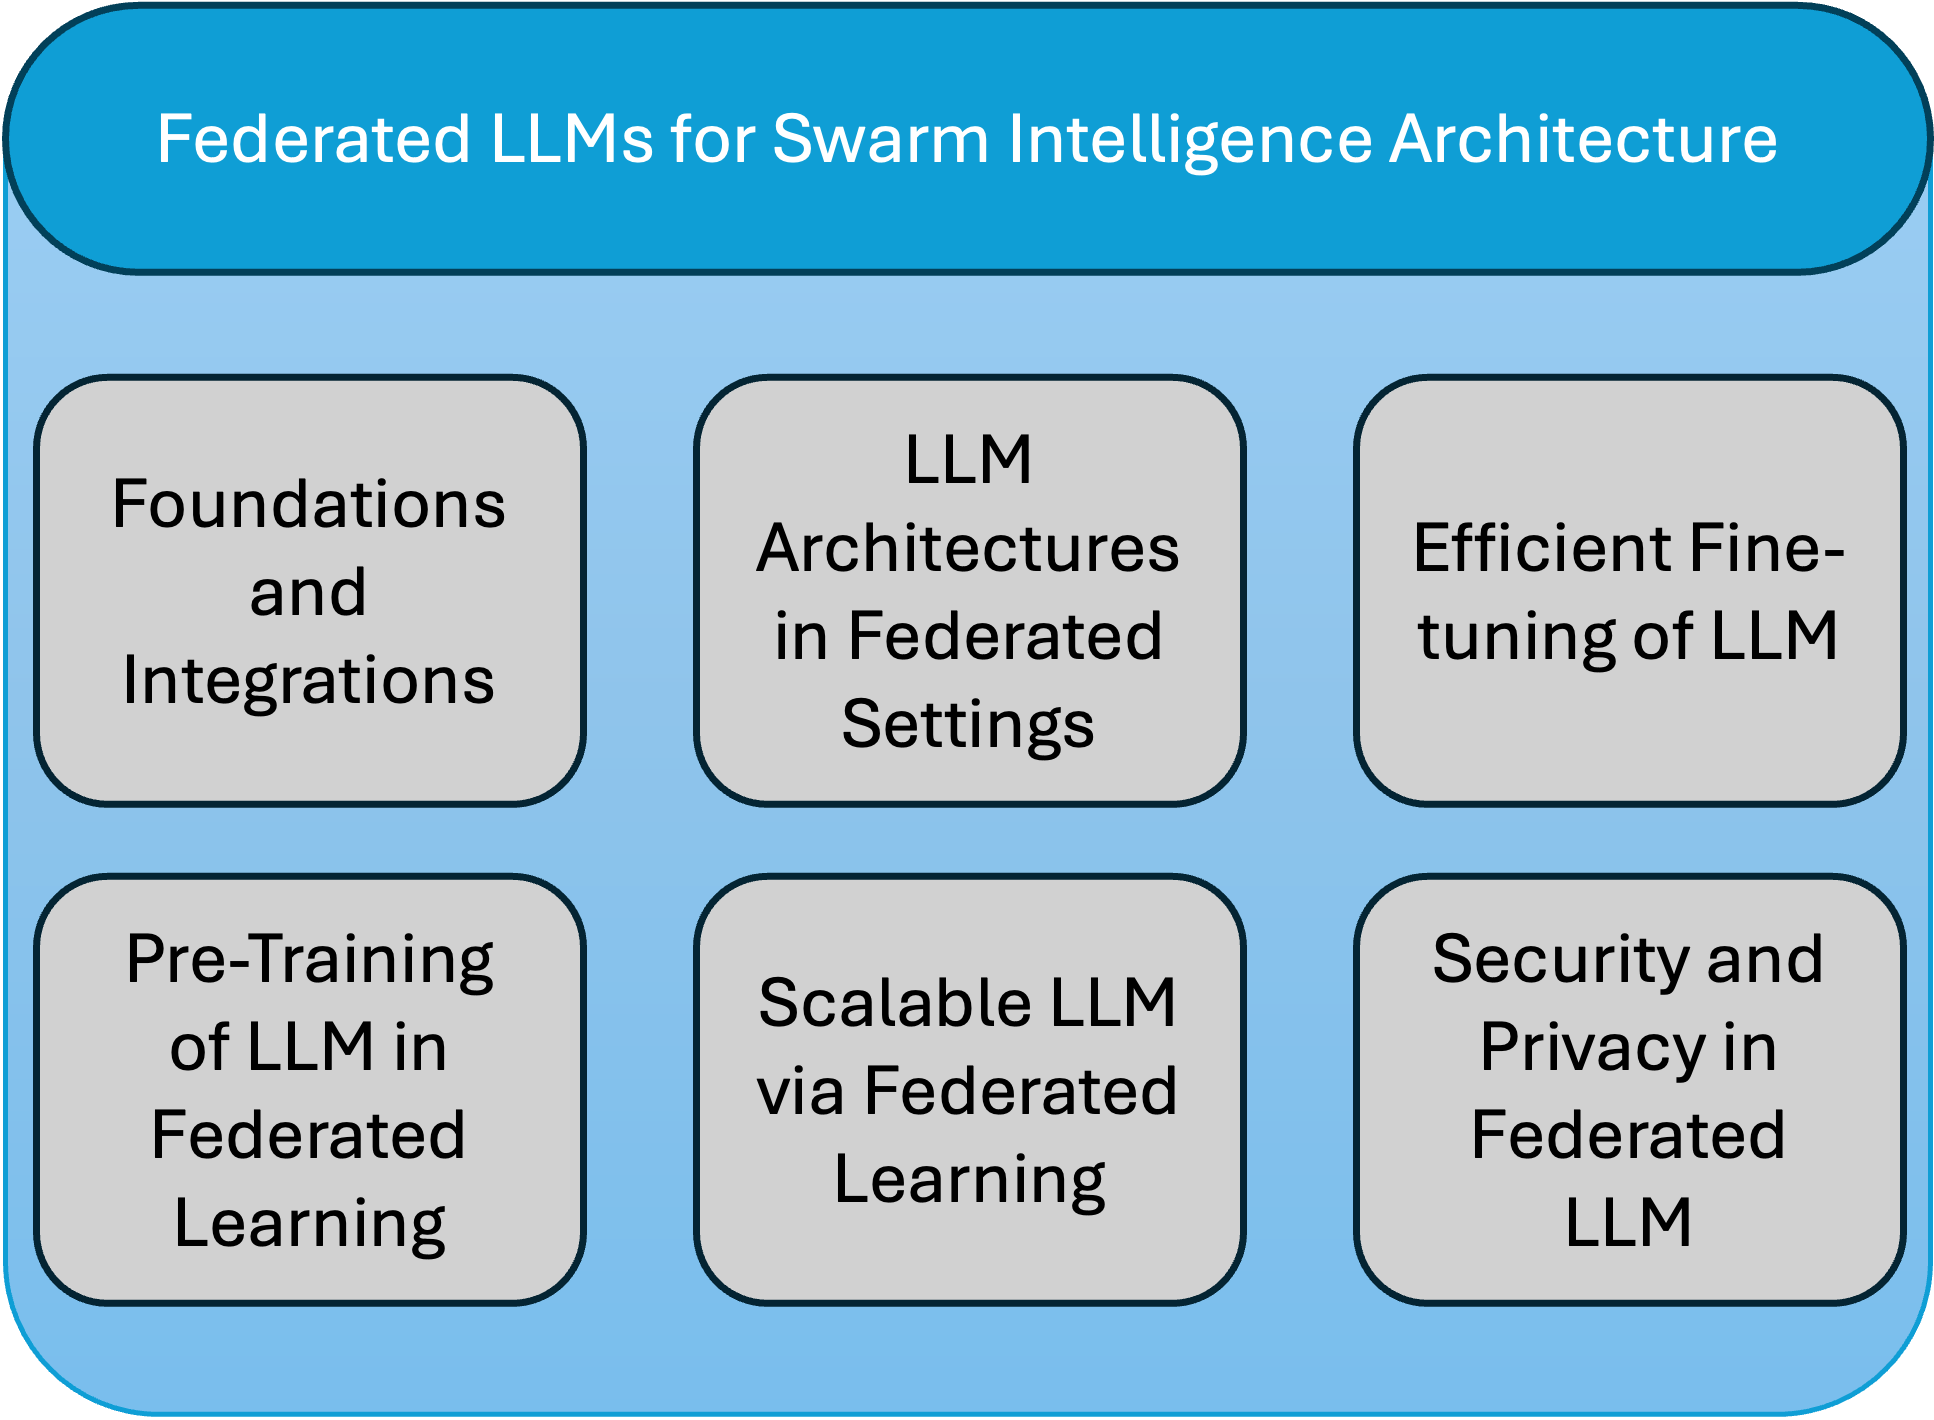 Federated LLMs for Swarm Intelligence Architecture
Foundations
and
Integrations
LLM
Architectures
in Federated
Settings
Efficient Fine-
tuning of LLM
Pre-Training
of LLM in
Federated
Learning
Scalable LLM
via Federated
Learning
Security and
Privacy in
Federated
LLM